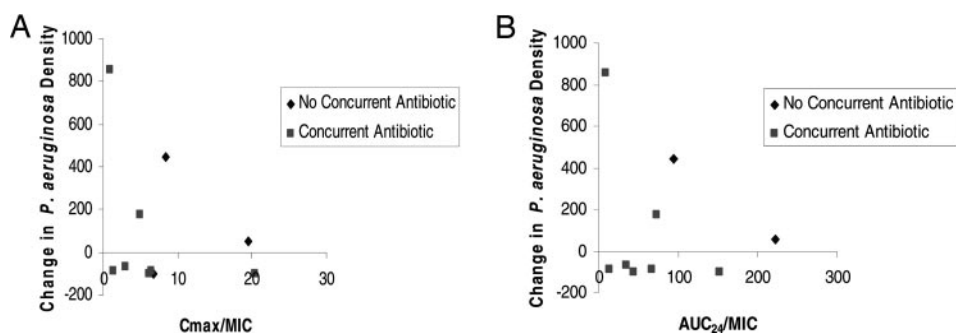 A
Change in P. aeruginosa Density
1000
800
600
400
200
0
-200
0
10
20
30
Cmax/MIC
No Concurrent Antibiotic
Concurrent Antibiotic
B
Change in P. aeruginosa Density
1000
800
600
400
200
0
-200
0
100
200
300
AUC24/MIC
No Concurrent Antibiotic
Concurrent Antibiotic